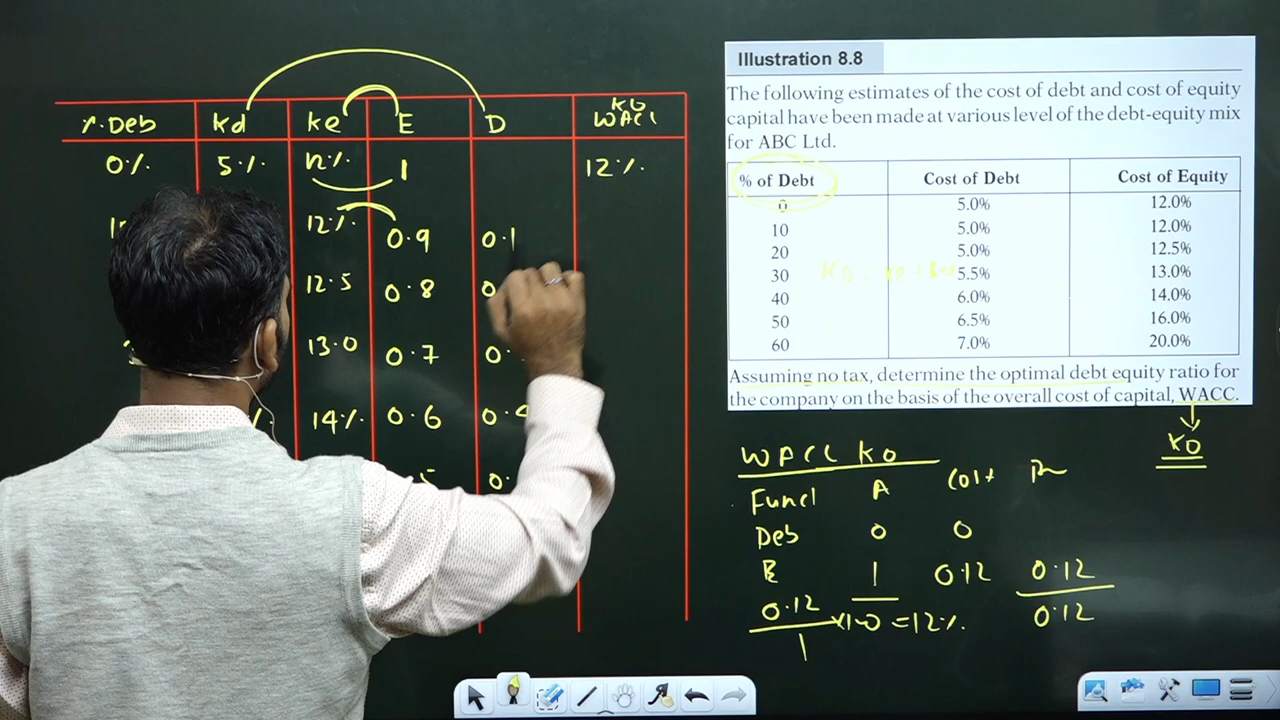 Illustration 8.8
The following estimates of the cost of debt and cost of equity
capital have been made at various level of the debt-equity mix
for ABC Ltd.
% of Debt Cost of Debt Cost of Equity
0 5.0% 12.0%
10 5.0% 12.0%
20 5.0% 12.5%
30 5.5% 13.0%
40 6.0% 14.0%
50 6.5% 16.0%
60 7.0% 20.0%
Assuming no tax, determine the optimal debt equity ratio for
the company on the basis of the overall cost of capital, WACC.
KO
%. Deb Kd Ke E D KO
WACC
0%. 5%. 1 12%.
12%. 0.9 0.1
12.5 0.8
13.0 0.7
14%. 0.6
WACC KO
Fund A Cost
Deb 0 0
E 1 0.12 0.12
0.12
0.12
1
= 12%.